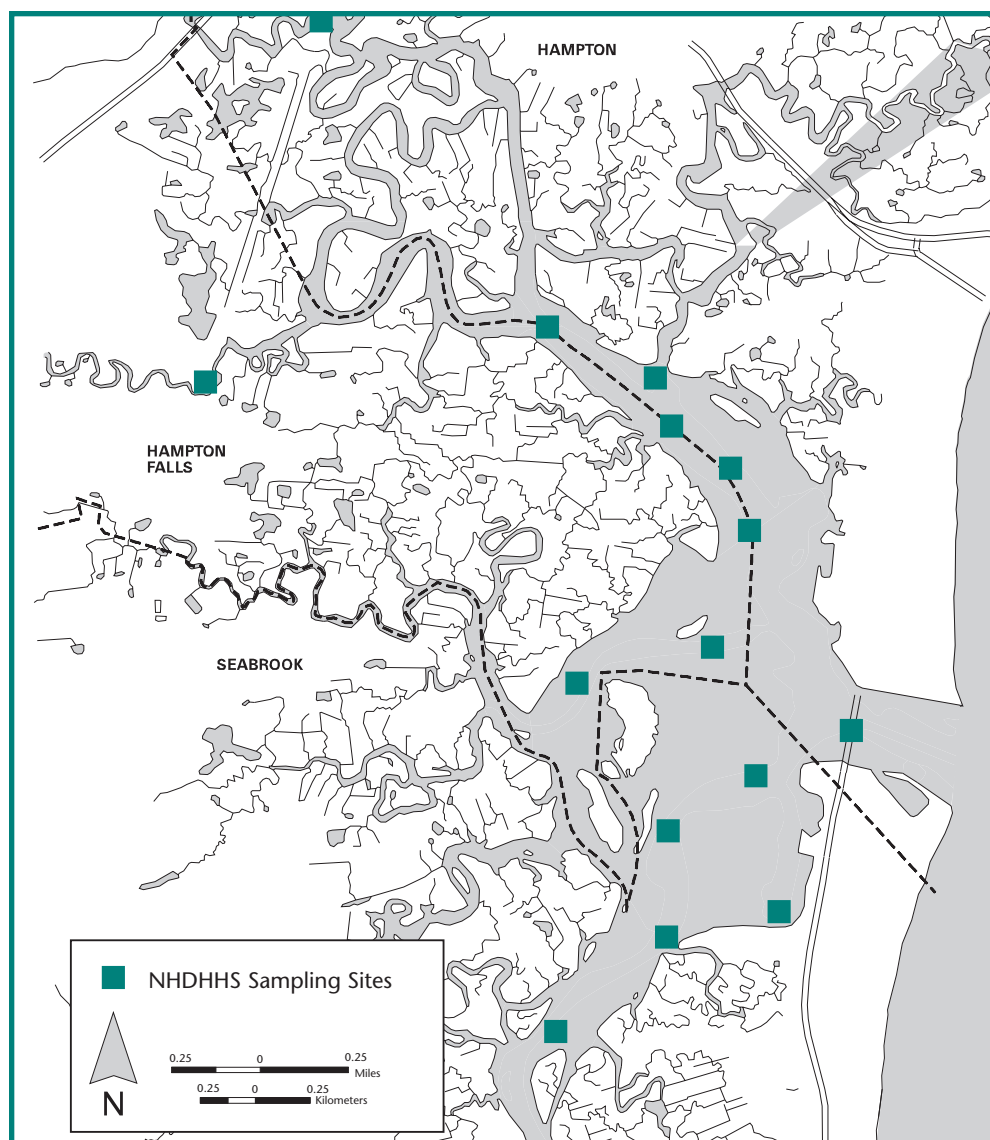 HAMPTON
HAMPTON
FALLS
SEABROOK
NHDHHS Sampling Sites
0.25 0 0.25
Miles
0.25 0 0.25
Kilometers
N